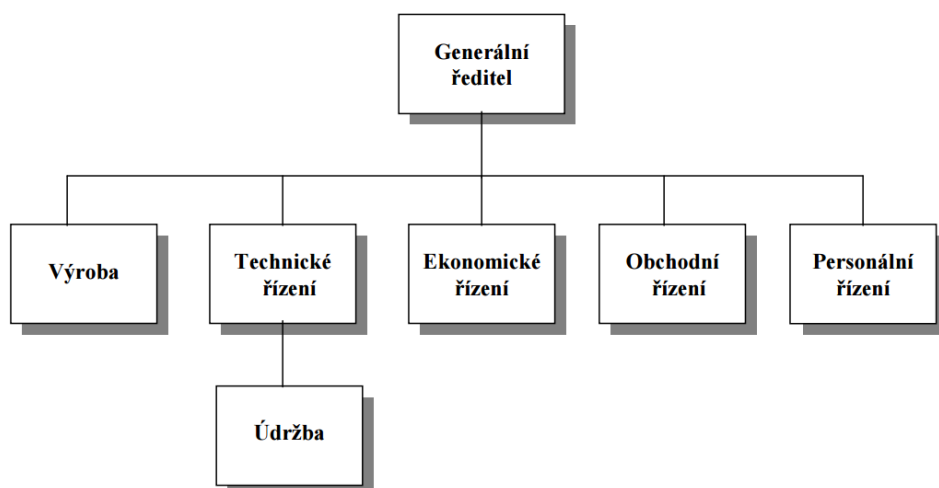 Generální
ředitel
Výroba
Technické
řízení
Ekonomické
řízení
Obchodní
řízení
Personální
řízení
Údržba